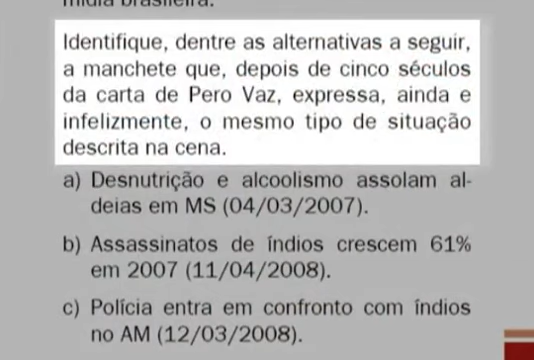 mídia brasileira.
Identifique, dentre as alternativas a seguir,
a manchete que, depois de cinco séculos
da carta de Pero Vaz, expressa, ainda e
infelizmente, o mesmo tipo de situação
descrita na cena.
a) Desnutrição e alcoolismo assolam al-
deias em MS (04/03/2007).
b) Assassinatos de índios crescem 61%
em 2007 (11/04/2008).
c) Polícia entra em confronto com índios
no AM (12/03/2008).